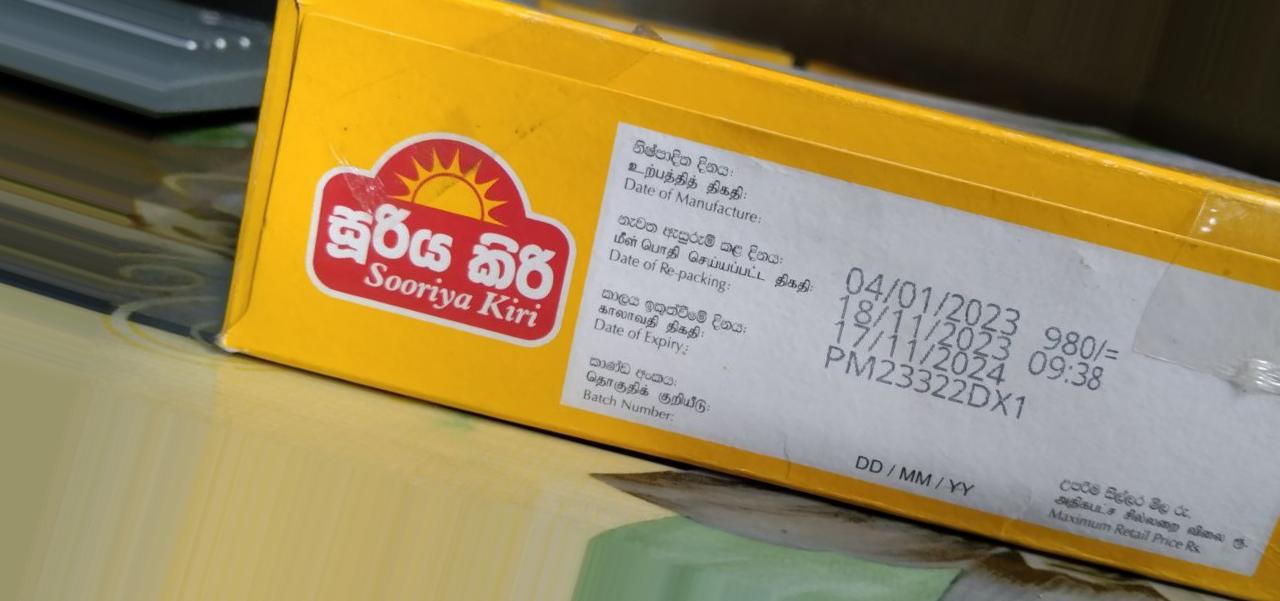 සූරිය කිරි
Sooriya Kiri
නිෂ්පාදිත දිනය:
உற்பத்தித் திகதி:
Date of Manufacture:
නැවත ඇසුරුම් කළ දිනය:
மீள் பொதி செய்யப்பட்ட திகதி:
Date of Re-packing:
කාලය ඉකුත්වීමේ දිනය:
காலாவதி திகதி:
Date of Expiry:
කාණ්ඩ අංකය:
தொகுதிக் குறியீடு:
Batch Number:
04/01/2023 980/=
18/11/2023 09:38
17/11/2024
PM23322DX1
DD / MM / YY
උපරිම සිල්ලර මිල රු.
அதிகபட்ச சில்லறை விலை ரூ.
Maximum Retail Price Rs.